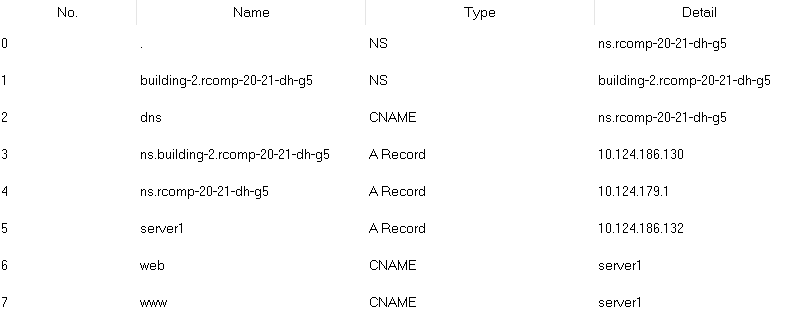 No. Name Type Detail
0 . NS ns.rcomp-20-21-dh-g5
1 building-2.rcomp-20-21-dh-g5 NS building-2.rcomp-20-21-dh-g5
2 dns CNAME ns.rcomp-20-21-dh-g5
3 ns.building-2.rcomp-20-21-dh-g5 A Record 10.124.186.130
4 ns.rcomp-20-21-dh-g5 A Record 10.124.179.1
5 server1 A Record 10.124.186.132
6 web CNAME server1
7 www CNAME server1